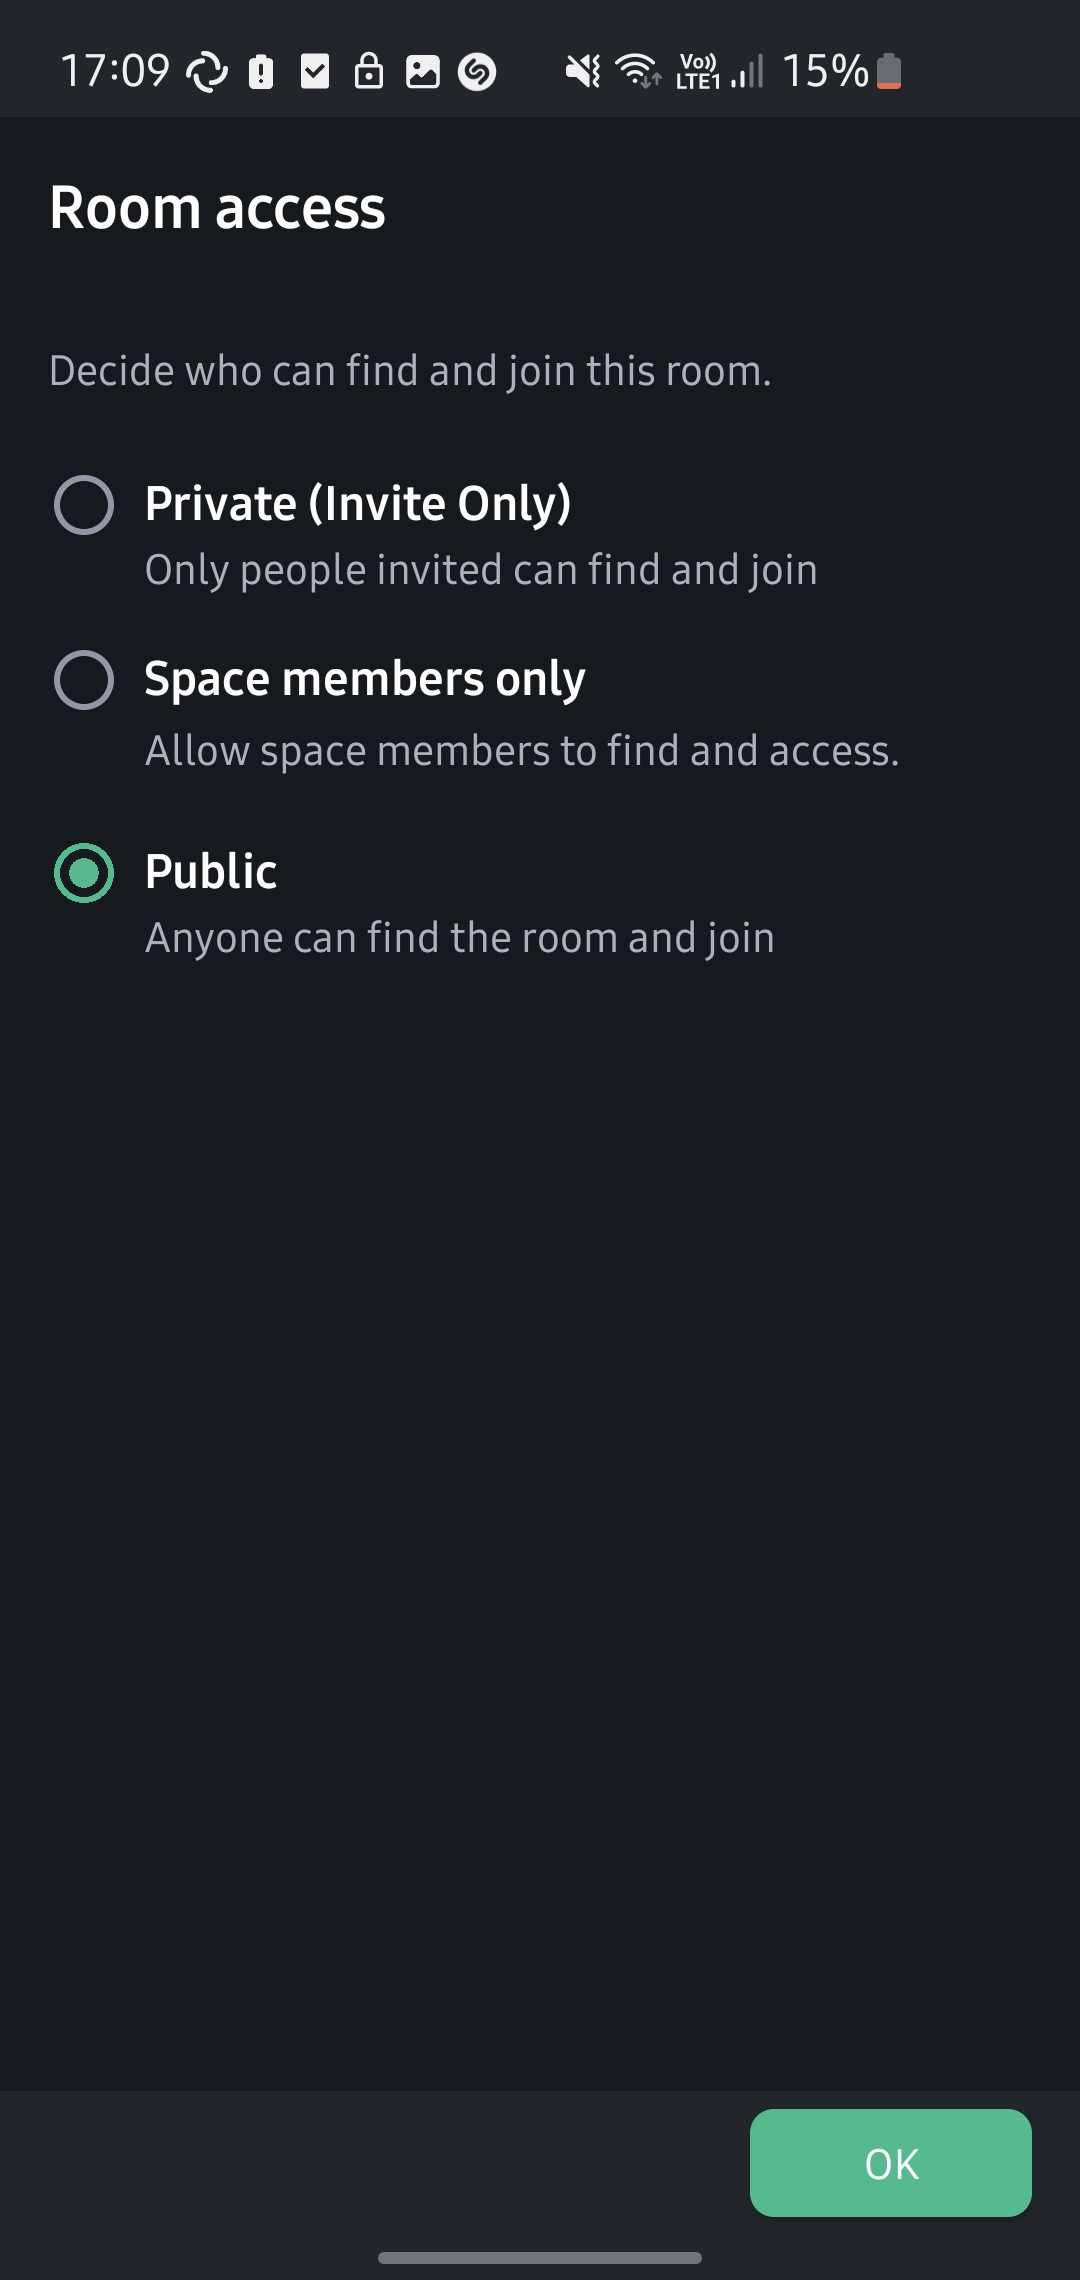 17:09 Vo)) LTE1 15%
Room access
Decide who can find and join this room.
Private (Invite Only)
Only people invited can find and join
Space members only
Allow space members to find and access.
Public
Anyone can find the room and join
OK